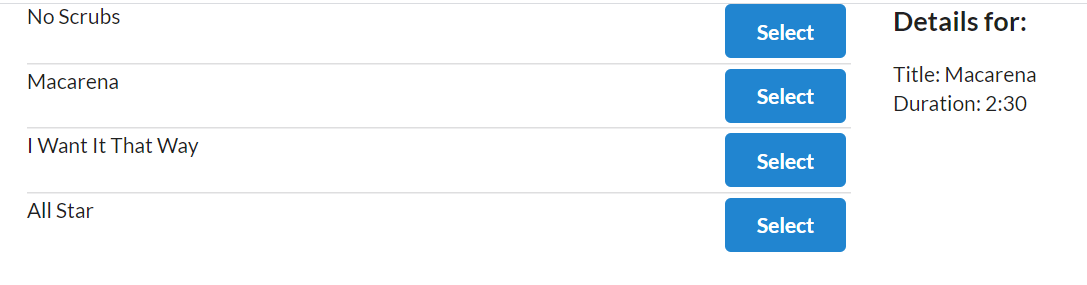 No Scrubs
Select
Macarena
Select
I Want It That Way
Select
All Star
Select
Details for:
Title: Macarena
Duration: 2:30